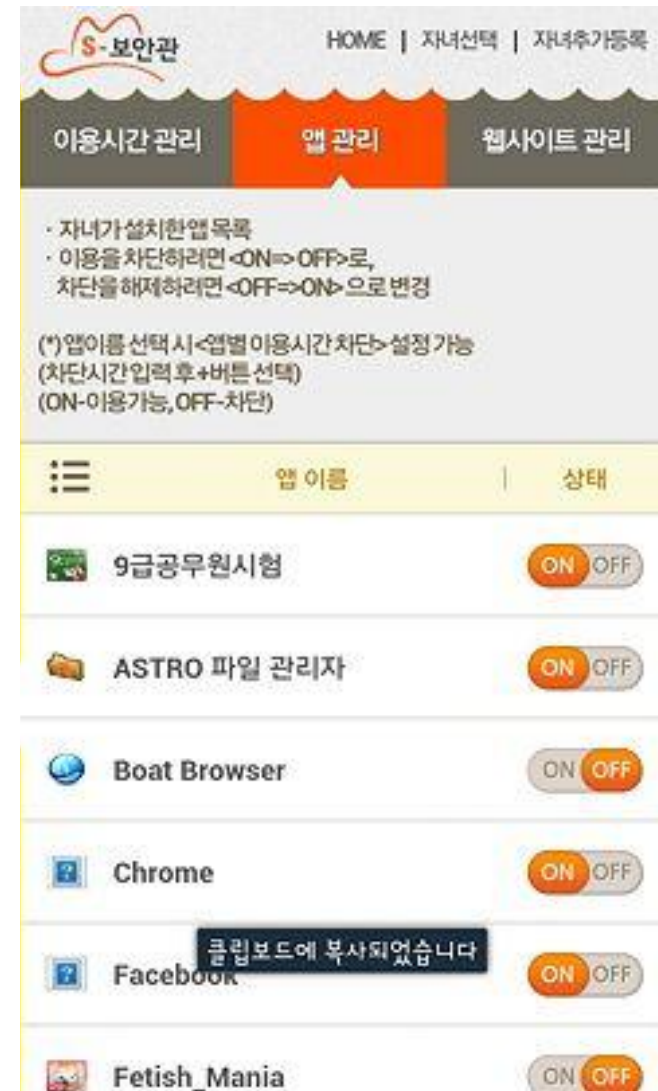 S-보안관
HOME | 자녀선택 | 자녀추가등록
이용시간 관리
앱 관리
웹사이트 관리
· 자녀가 설치한 앱 목록
· 이용을 차단하려면 <ON=>OFF>로,
차단을 해제하려면 <OFF=>ON> 으로 변경
(*) 앱이름 선택 시 <앱별 이용시간 차단> 설정 가능
(차단시간 입력 후 +버튼 선택)
(ON-이용가능, OFF-차단)
앱 이름 | 상태
9급공무원시험 ON OFF
ASTRO 파일 관리자 ON OFF
Boat Browser ON OFF
Chrome ON OFF
클립보드에 복사되었습니다
Facebook ON OFF
Fetish_Mania ON OFF